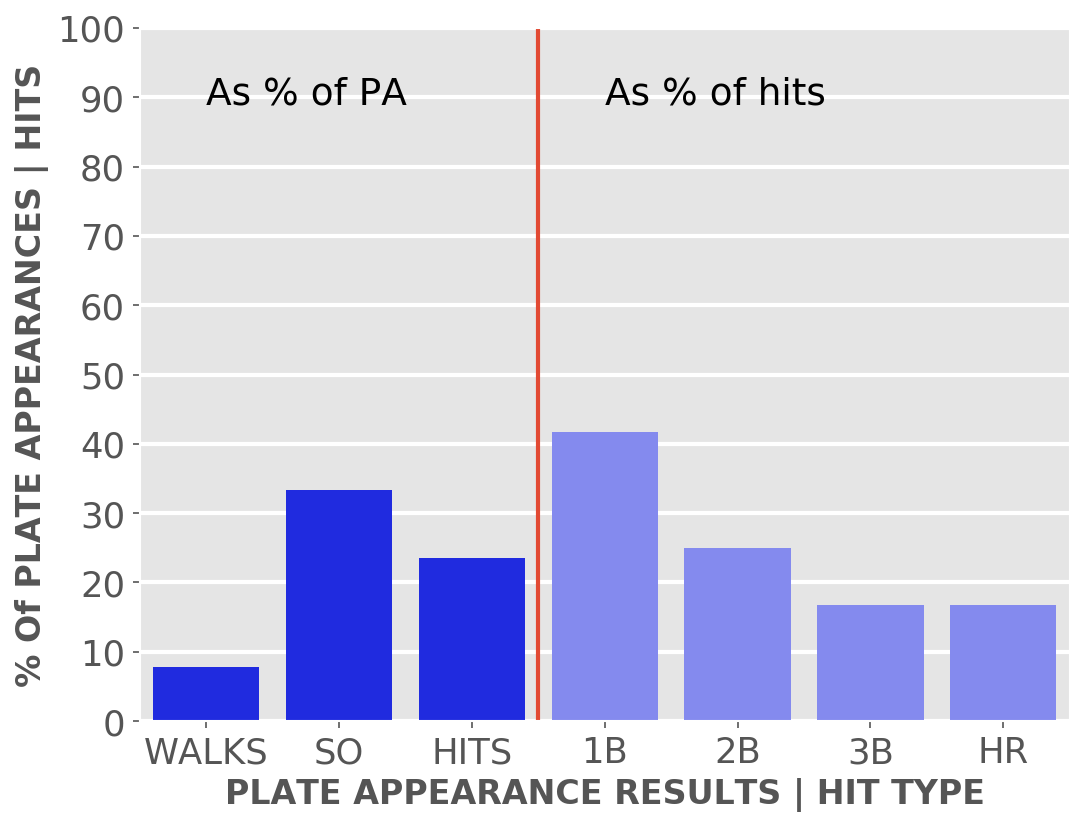 100
90
80
70
60
50
40
30
20
10
0
% Of PLATE APPEARANCES | HITS
As % of PA
As % of hits
WALKS SO HITS 1B 2B 3B HR
PLATE APPEARANCE RESULTS | HIT TYPE